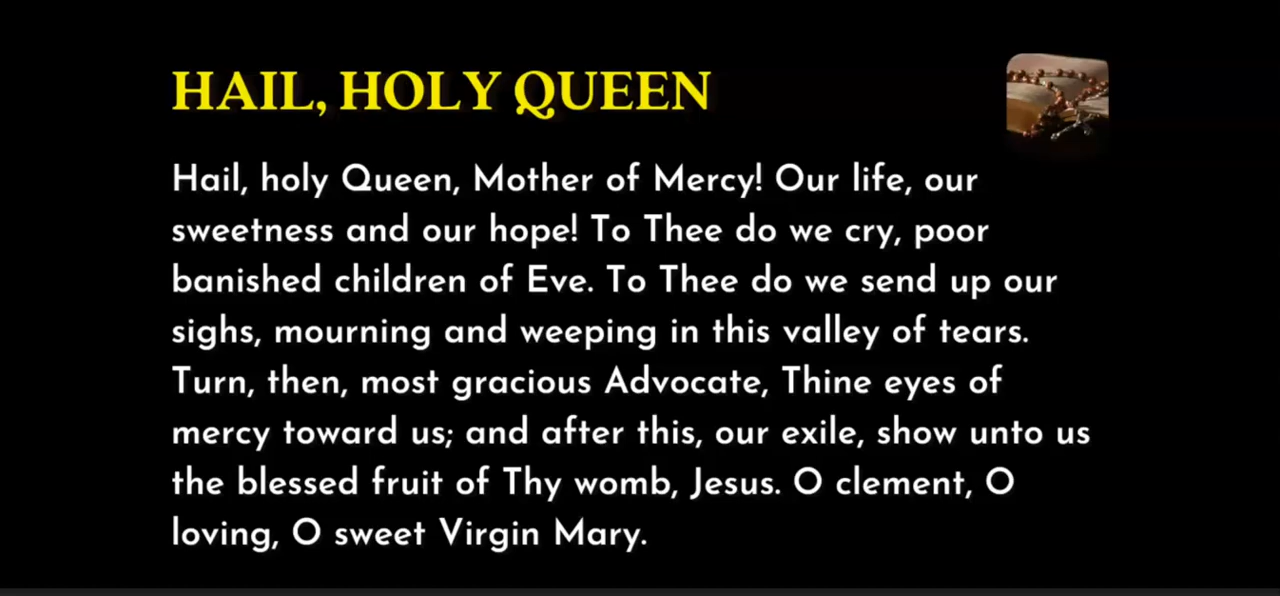 HAIL, HOLY QUEEN
Hail, holy Queen, Mother of Mercy! Our life, our
sweetness and our hope! To Thee do we cry, poor
banished children of Eve. To Thee do we send up our
sighs, mourning and weeping in this valley of tears.
Turn, then, most gracious Advocate, Thine eyes of
mercy toward us; and after this, our exile, show unto us
the blessed fruit of Thy womb, Jesus. O clement, O
loving, O sweet Virgin Mary.